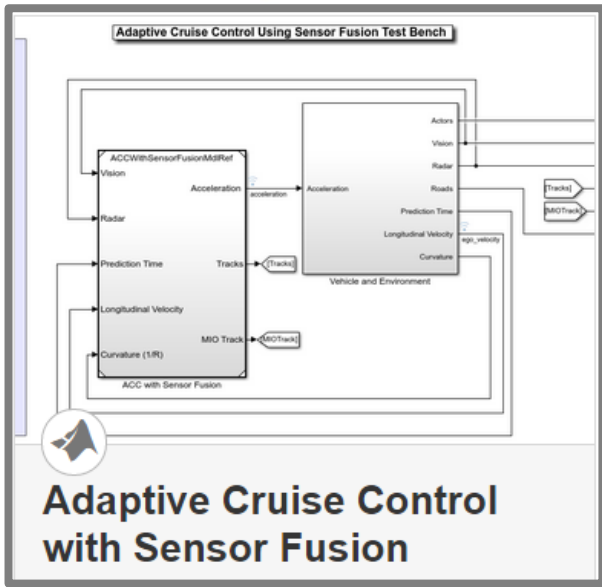 Adaptive Cruise Control Using Sensor Fusion Test Bench
ACCWithSensorFusionMdlRef
Vision
Radar
Prediction Time
Longitudinal Velocity
Curvature (1/R)
Acceleration
Tracks
MIO Track
ACC with Sensor Fusion
acceleration
[Tracks]
[MIOTrack]
Acceleration
Actors
Vision
Radar
Roads
Prediction Time
Longitudinal Velocity
Curvature
Vehicle and Environment
ego_velocity
[Tracks]
[MIOTrack]
Adaptive Cruise Control
with Sensor Fusion